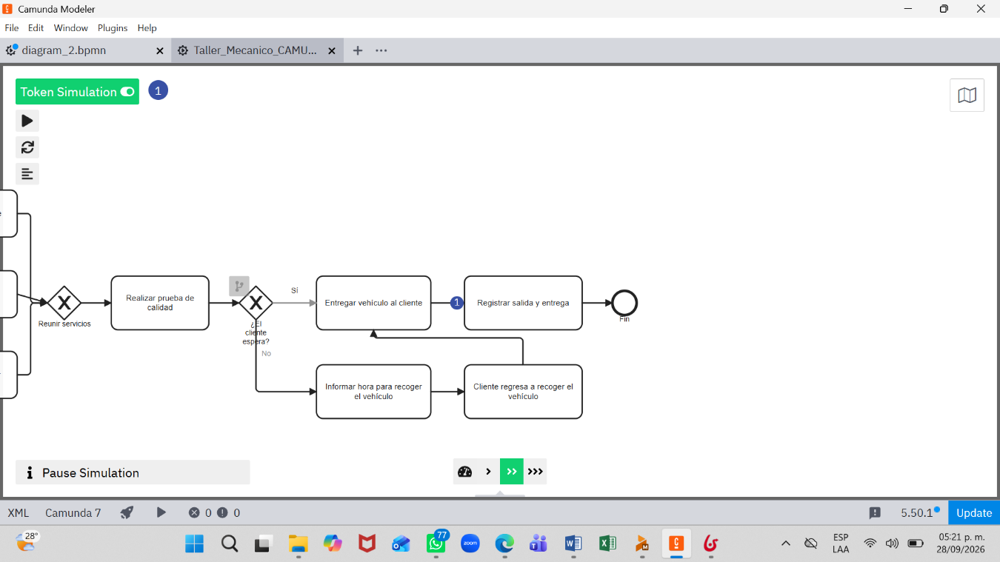 Camunda Modeler
File Edit Window Plugins Help
diagram_2.bpmn
Taller_Mecanico_CAMU...
Token Simulation
1
Reunir servicios
Realizar prueba de
calidad
¿El
cliente
espera?
Sí
No
Entregar vehículo al cliente
1
Registrar salida y entrega
Fin
Informar hora para recoger
el vehículo
Cliente regresa a recoger el
vehículo
Pause Simulation
XML Camunda 7 0 0 5.50.1 Update
28°
77
zoom
ESP
LAA
05:21 p. m.
28/09/2026